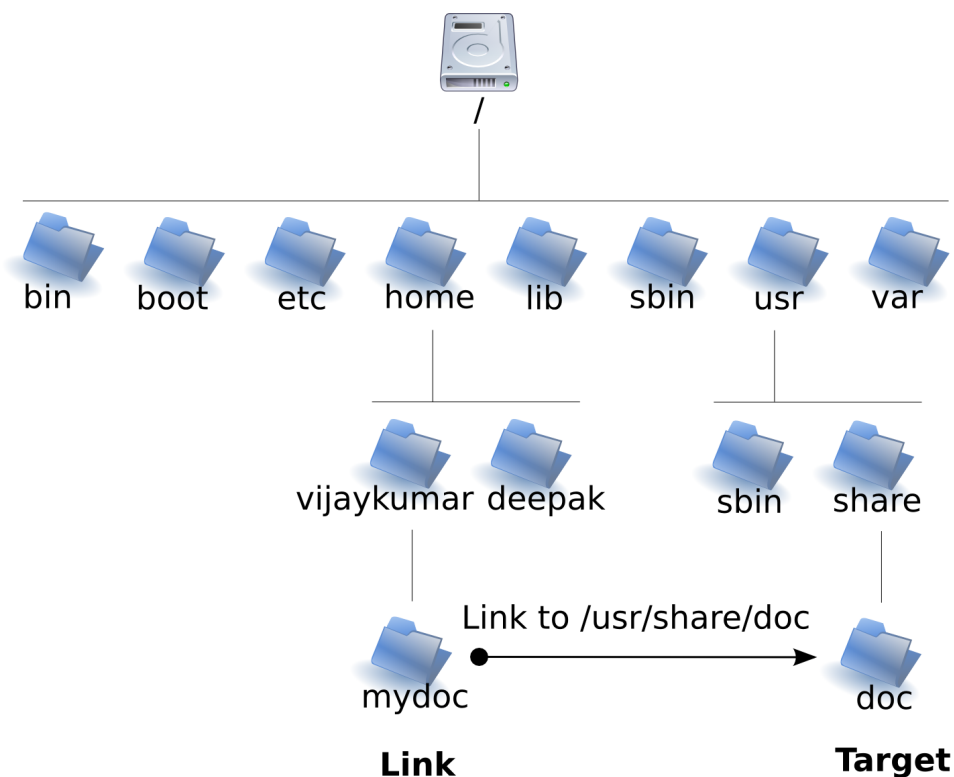 /
bin boot etc home lib sbin usr var
vijaykumar deepak sbin share
Link to /usr/share/doc
mydoc doc
Link Target